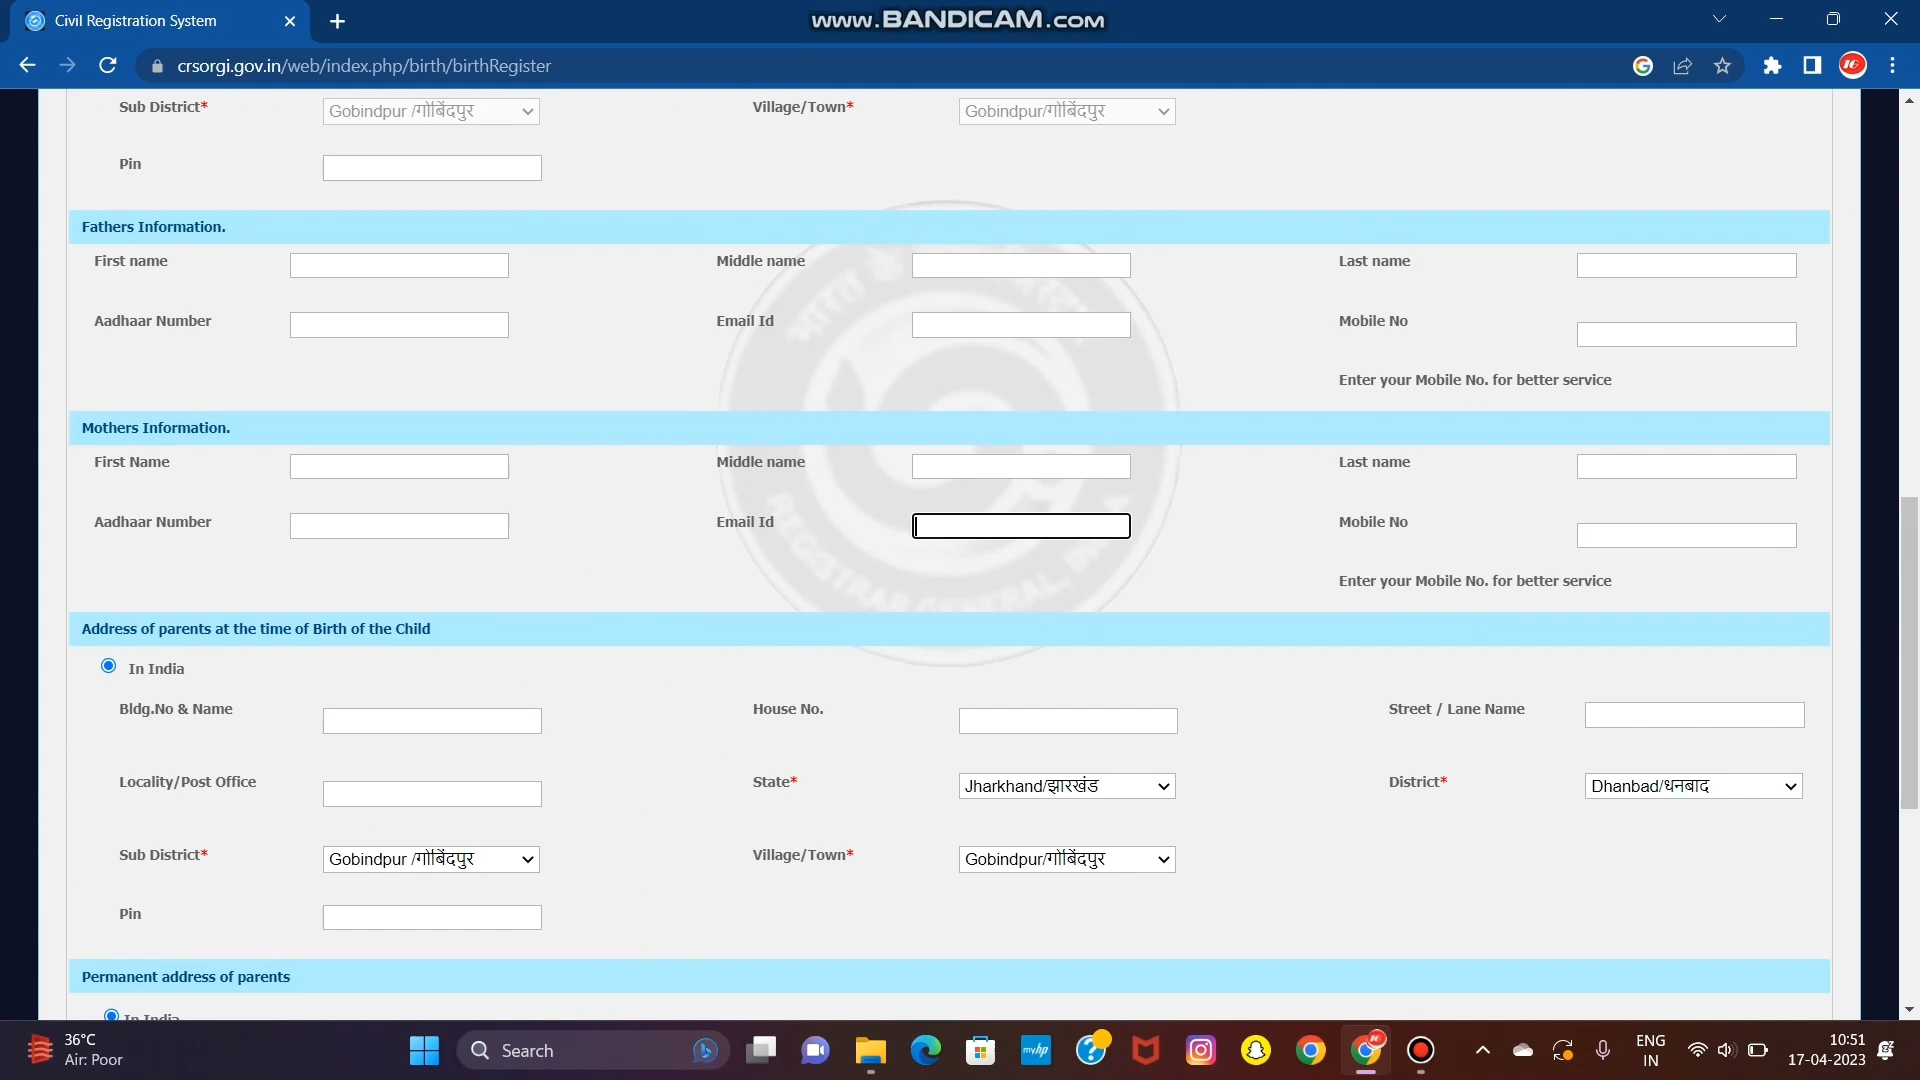 Civil Registration System
www.BANDICAM.com
crsorgi.gov.in/web/index.php/birth/birthRegister
Sub District* Gobindpur /गोबिंदपुर Village/Town* Gobindpur/गोबिंदपुर
Pin
Fathers Information.
First name Middle name Last name
Aadhaar Number Email Id Mobile No
Enter your Mobile No. for better service
Mothers Information.
First Name Middle name Last name
Aadhaar Number Email Id Mobile No
Enter your Mobile No. for better service
Address of parents at the time of Birth of the Child
In India
Bldg.No & Name House No. Street / Lane Name
Locality/Post Office State* Jharkhand/झारखंड District* Dhanbad/धनबाद
Sub District* Gobindpur /गोबिंदपुर Village/Town* Gobindpur/गोबिंदपुर
Pin
Permanent address of parents
In India
36°C
Air: Poor
Search
myhp
ENG
IN
10:51
17-04-2023